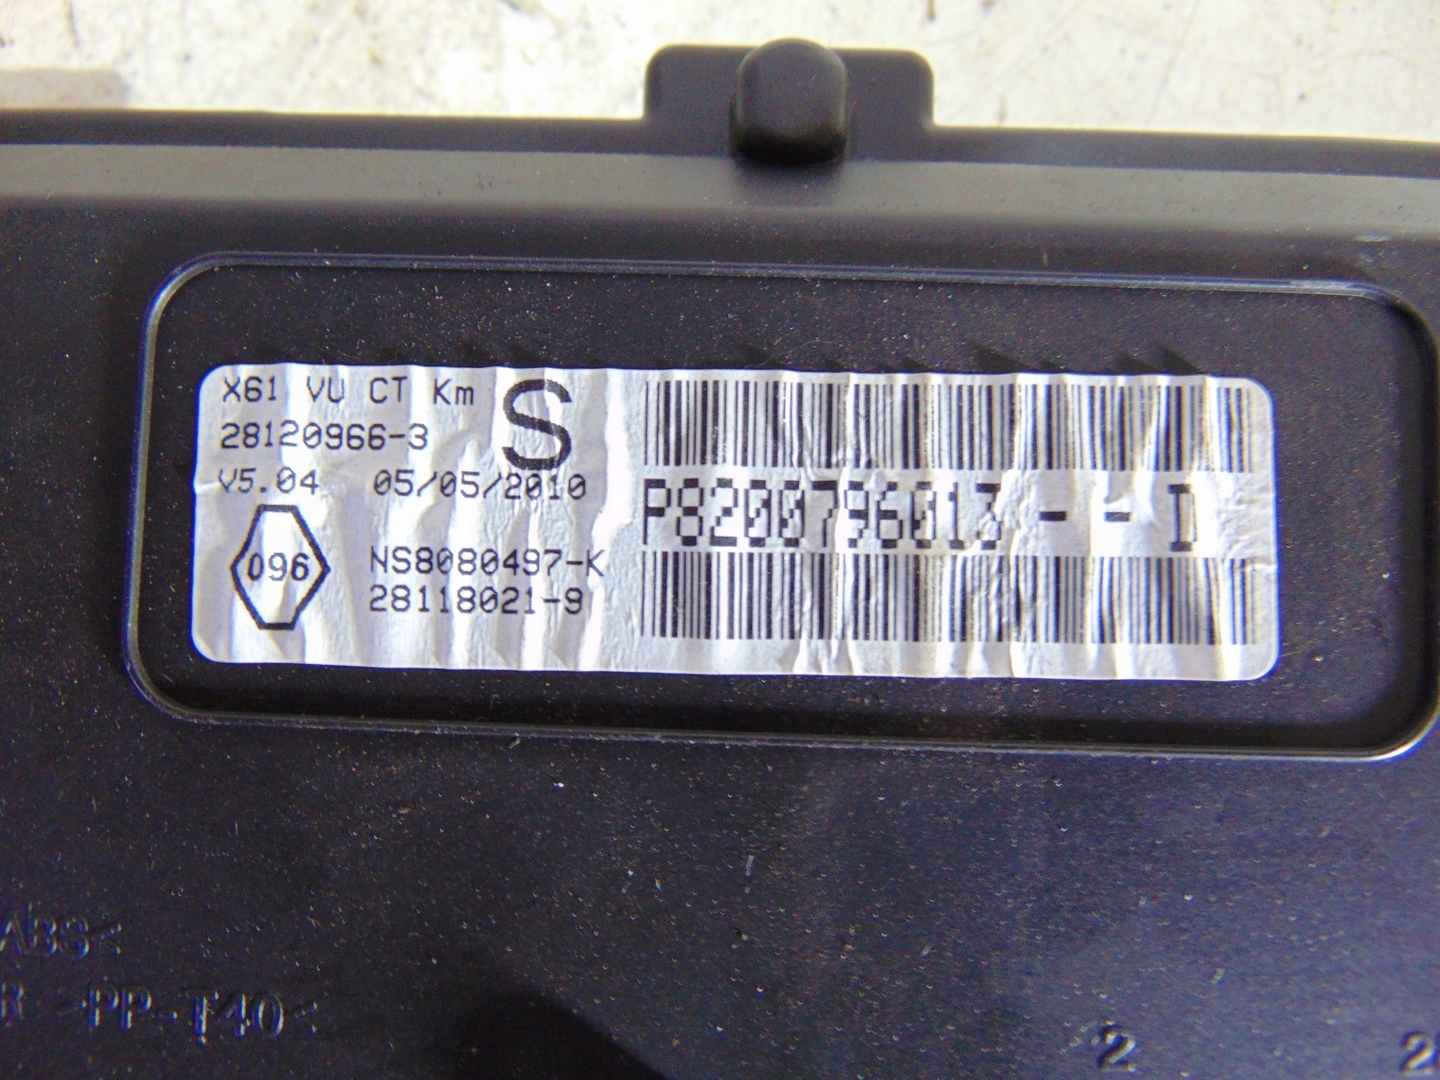 X61 VU CT Km S
28120966-3
V5.04 05/05/2010
P8200796013 - - D
096
NS8080497-K
28118021-9
ABS<
R >PP-T40<
2